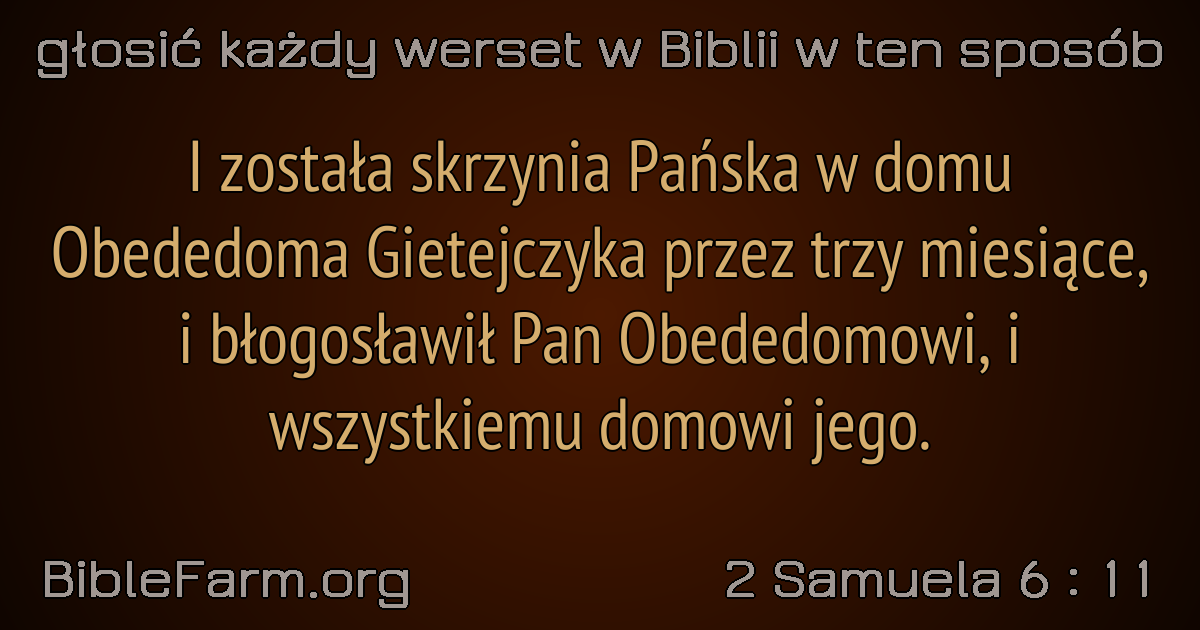 głosić każdy werset w Biblii w ten sposób
I została skrzynia Pańska w domu
Obededoma Gietejczyka przez trzy miesiące,
i błogosławił Pan Obededomowi, i
wszystkiemu domowi jego.
BibleFarm.org
2 Samuela 6 : 11